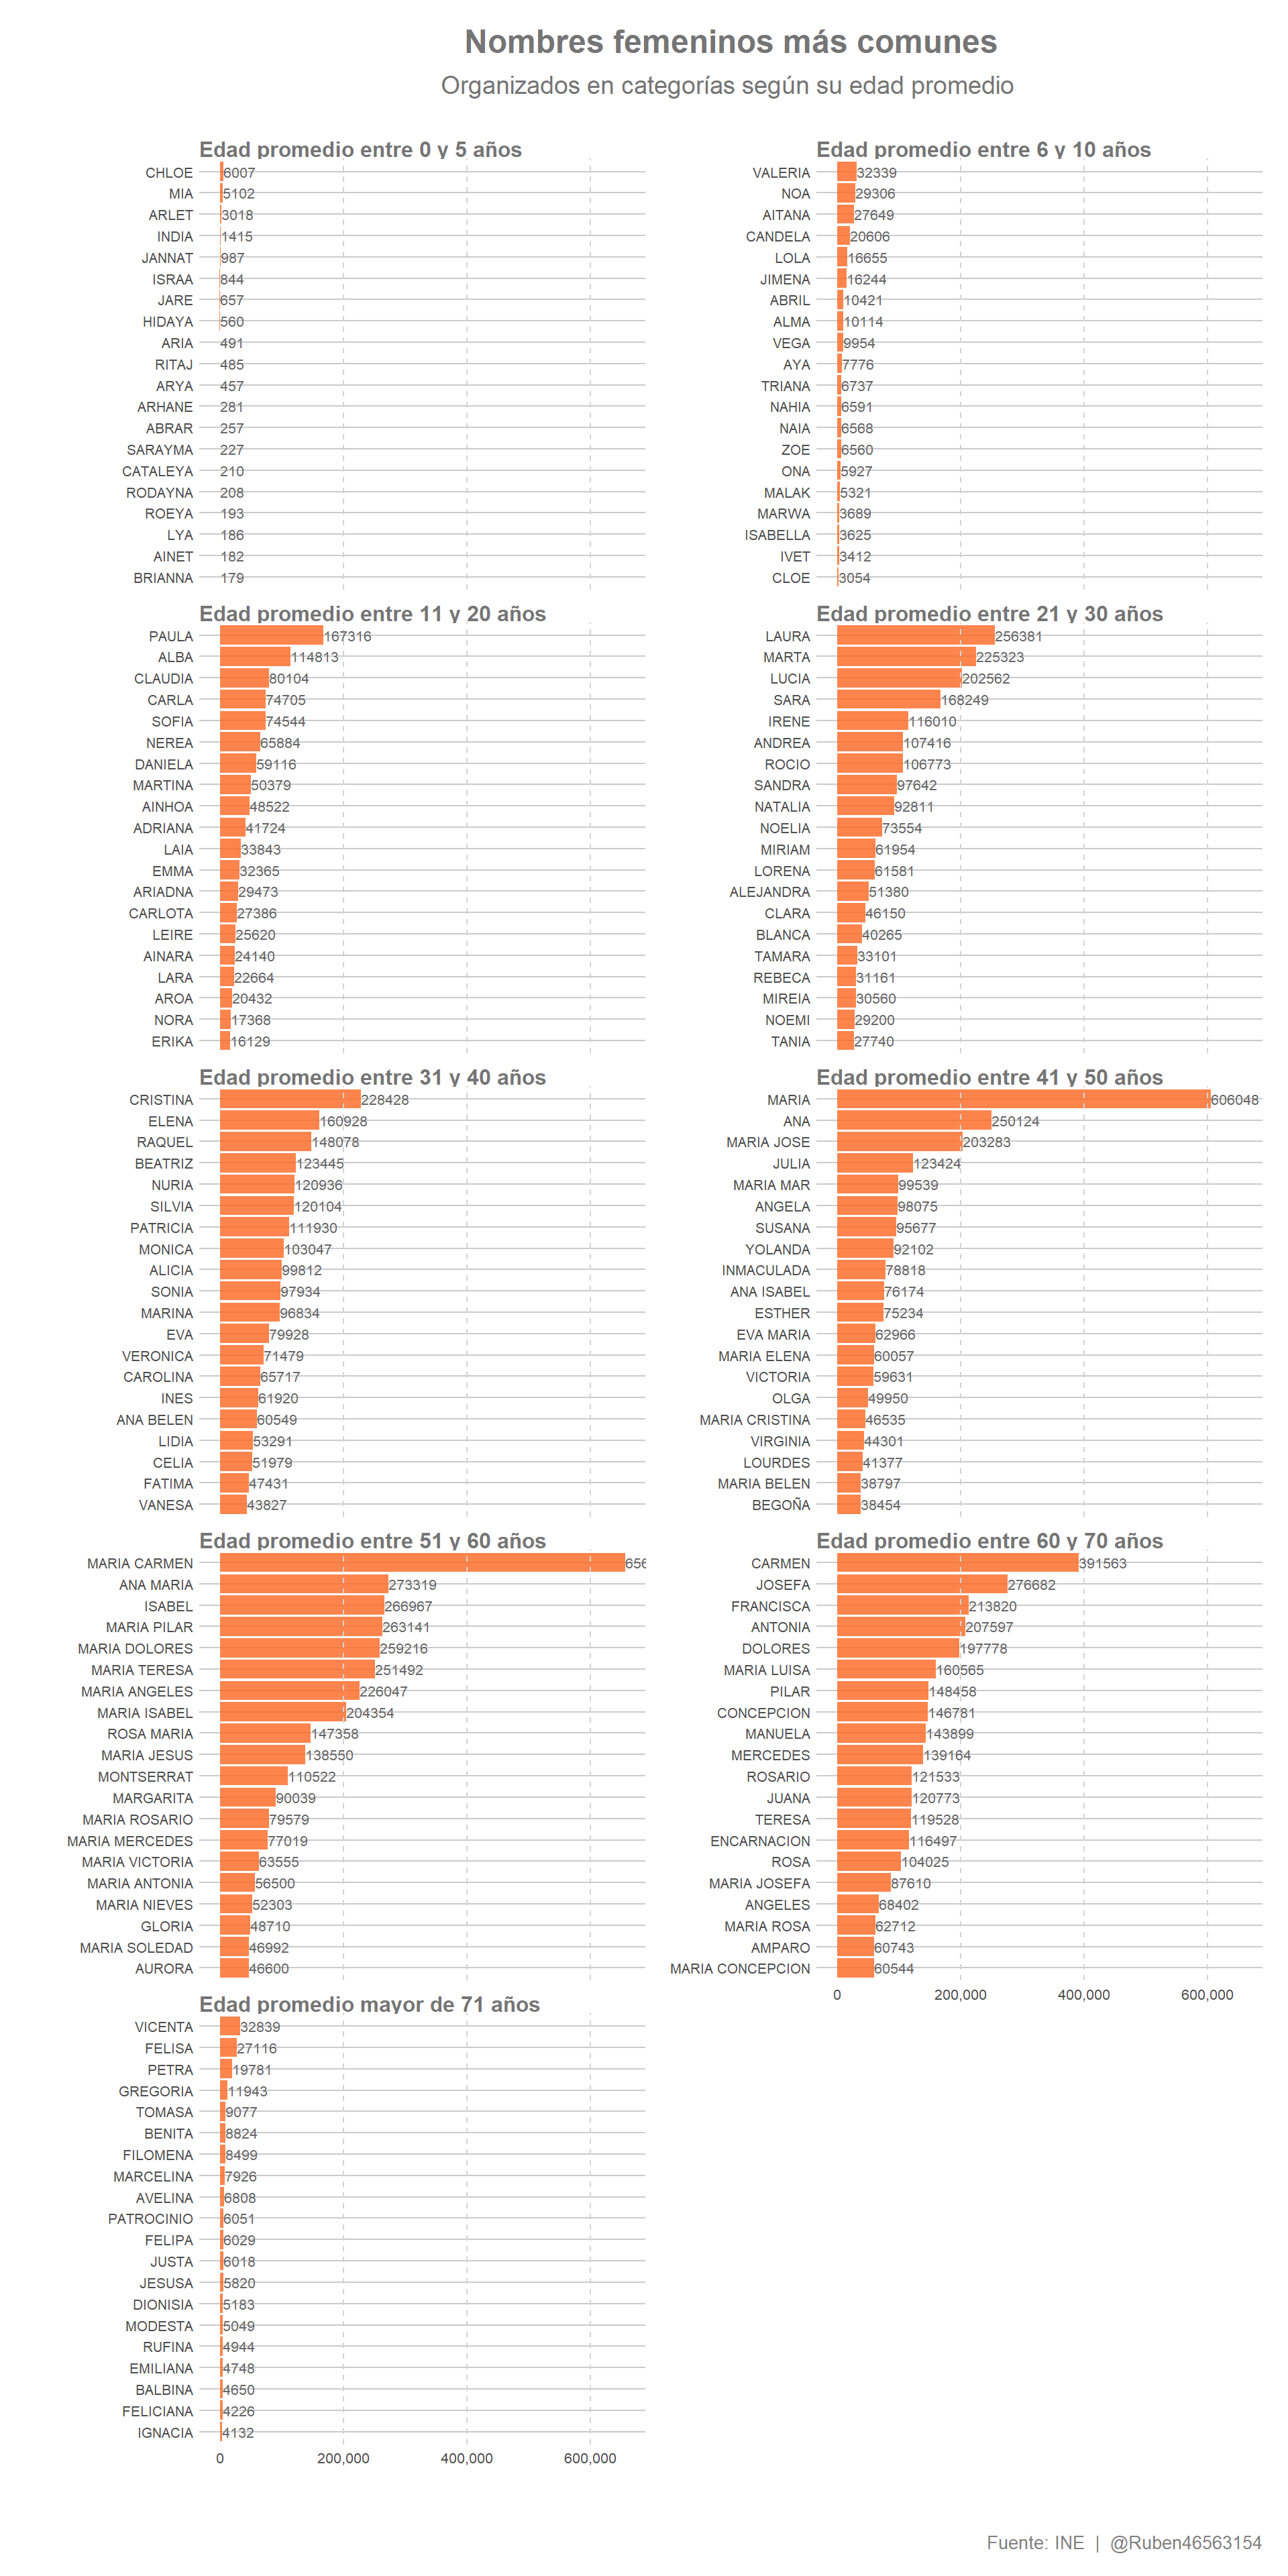 Nombres femeninos más comunes
Organizados en categorías según su edad promedio
Edad promedio entre 0 y 5 años
CHLOE 6007
MIA 5102
ARLET 3018
INDIA 1415
JANNAT 987
ISRAA 844
JARE 657
HIDAYA 560
ARIA 491
RITAJ 485
ARYA 457
ARHANE 281
ABRAR 257
SARAYMA 227
CATALEYA 210
RODAYNA 208
ROEYA 193
LYA 186
AINET 182
BRIANNA 179
Edad promedio entre 6 y 10 años
VALERIA 32339
NOA 29306
AITANA 27649
CANDELA 20606
LOLA 16655
JIMENA 16244
ABRIL 10421
ALMA 10114
VEGA 9954
AYA 7776
TRIANA 6737
NAHIA 6591
NAIA 6568
ZOE 6560
ONA 5927
MALAK 5321
MARWA 3689
ISABELLA 3625
IVET 3412
CLOE 3054
Edad promedio entre 11 y 20 años
PAULA 167316
ALBA 114813
CLAUDIA 80104
CARLA 74705
SOFIA 74544
NEREA 65884
DANIELA 59116
MARTINA 50379
AINHOA 48522
ADRIANA 41724
LAIA 33843
EMMA 32365
ARIADNA 29473
CARLOTA 27386
LEIRE 25620
AINARA 24140
LARA 22664
AROA 20432
NORA 17368
ERIKA 16129
Edad promedio entre 21 y 30 años
LAURA 256381
MARTA 225323
LUCIA 202562
SARA 168249
IRENE 116010
ANDREA 107416
ROCIO 106773
SANDRA 97642
NATALIA 92811
NOELIA 73554
MIRIAM 61954
LORENA 61581
ALEJANDRA 51380
CLARA 46150
BLANCA 40265
TAMARA 33101
REBECA 31161
MIREIA 30560
NOEMI 29200
TANIA 27740
Edad promedio entre 31 y 40 años
CRISTINA 228428
ELENA 160928
RAQUEL 148078
BEATRIZ 123445
NURIA 120936
SILVIA 120104
PATRICIA 111930
MONICA 103047
ALICIA 99812
SONIA 97934
MARINA 96834
EVA 79928
VERONICA 71479
CAROLINA 65717
INES 61920
ANA BELEN 60549
LIDIA 53291
CELIA 51979
FATIMA 47431
VANESA 43827
Edad promedio entre 41 y 50 años
MARIA 606048
ANA 250124
MARIA JOSE 203283
JULIA 123424
MARIA MAR 99539
ANGELA 98075
SUSANA 95677
YOLANDA 92102
INMACULADA 78818
ANA ISABEL 76174
ESTHER 75234
EVA MARIA 62966
MARIA ELENA 60057
VICTORIA 59631
OLGA 49950
MARIA CRISTINA 46535
VIRGINIA 44301
LOURDES 41377
MARIA BELEN 38797
BEGOÑA 38454
Edad promedio entre 51 y 60 años
MARIA CARMEN 656
ANA MARIA 273319
ISABEL 266967
MARIA PILAR 263141
MARIA DOLORES 259216
MARIA TERESA 251492
MARIA ANGELES 226047
MARIA ISABEL 204354
ROSA MARIA 147358
MARIA JESUS 138550
MONTSERRAT 110522
MARGARITA 90039
MARIA ROSARIO 79579
MARIA MERCEDES 77019
MARIA VICTORIA 63555
MARIA ANTONIA 56500
MARIA NIEVES 52303
GLORIA 48710
MARIA SOLEDAD 46992
AURORA 46600
Edad promedio entre 60 y 70 años
CARMEN 391563
JOSEFA 276682
FRANCISCA 213820
ANTONIA 207597
DOLORES 197778
MARIA LUISA 160565
PILAR 148458
CONCEPCION 146781
MANUELA 143899
MERCEDES 139164
ROSARIO 121533
JUANA 120773
TERESA 119528
ENCARNACION 116497
ROSA 104025
MARIA JOSEFA 87610
ANGELES 68402
MARIA ROSA 62712
AMPARO 60743
MARIA CONCEPCION 60544
0 200,000 400,000 600,000
Edad promedio mayor de 71 años
VICENTA 32839
FELISA 27116
PETRA 19781
GREGORIA 11943
TOMASA 9077
BENITA 8824
FILOMENA 8499
MARCELINA 7926
AVELINA 6808
PATROCINIO 6051
FELIPA 6029
JUSTA 6018
JESUSA 5820
DIONISIA 5183
MODESTA 5049
RUFINA 4944
EMILIANA 4748
BALBINA 4650
FELICIANA 4226
IGNACIA 4132
0 200,000 400,000 600,000
Fuente: INE | @Ruben46563154